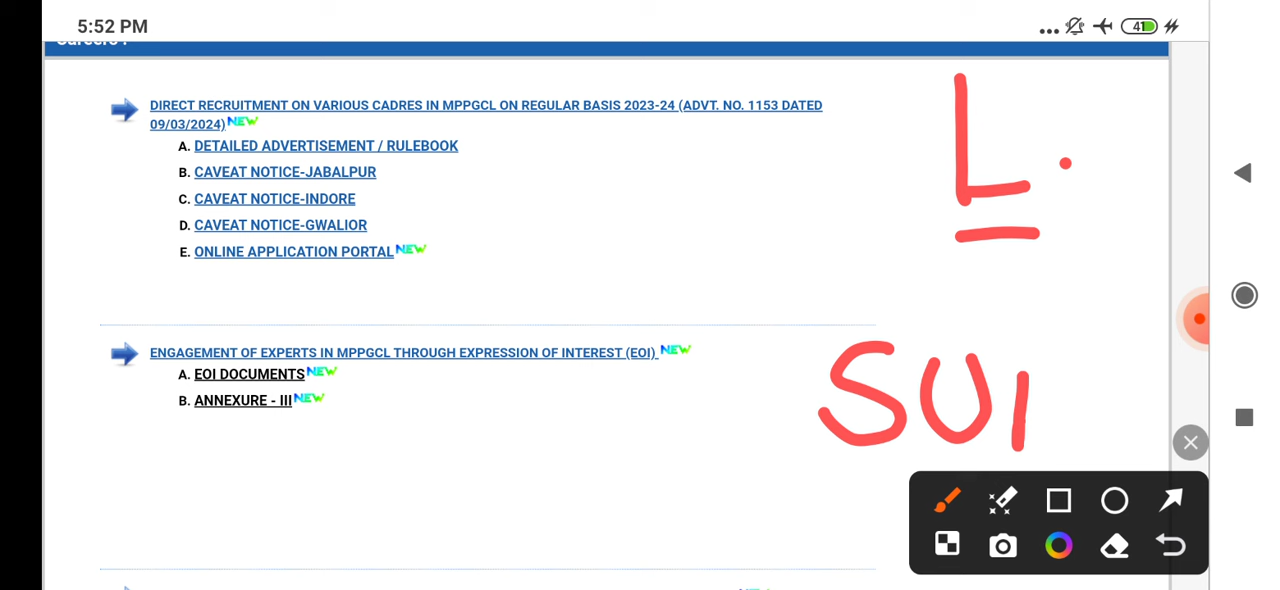 5:52 PM
41
Careers :
DIRECT RECRUITMENT ON VARIOUS CADRES IN MPPGCL ON REGULAR BASIS 2023-24 (ADVT. NO. 1153 DATED
09/03/2024) NEW
A. DETAILED ADVERTISEMENT / RULEBOOK
B. CAVEAT NOTICE-JABALPUR
C. CAVEAT NOTICE-INDORE
D. CAVEAT NOTICE-GWALIOR
E. ONLINE APPLICATION PORTAL NEW
L.
ENGAGEMENT OF EXPERTS IN MPPGCL THROUGH EXPRESSION OF INTEREST (EOI) NEW
A. EOI DOCUMENTS NEW
B. ANNEXURE - III NEW
SUI